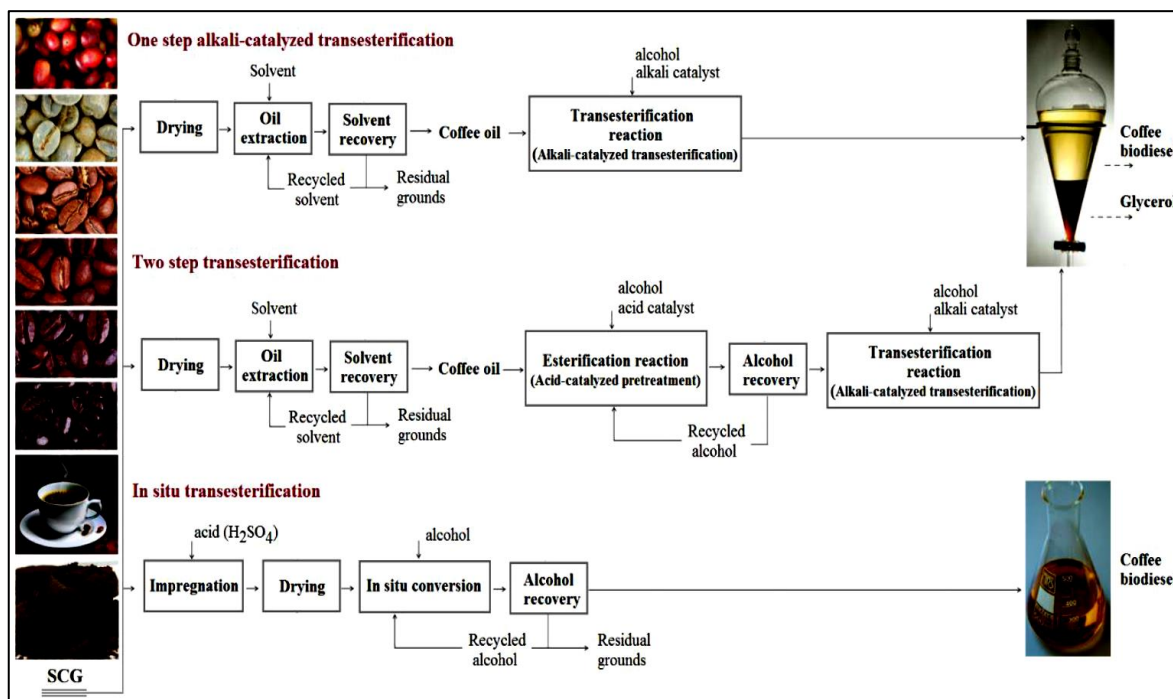 One step alkali-catalyzed transesterification
Solvent
alcohol
alkali catalyst
Drying
Oil
extraction
Solvent
recovery
Coffee oil
Transesterification
reaction
(Alkali-catalyzed transesterification)
Recycled
solvent
Residual
grounds
Coffee
biodiese
Glycero
Two step transesterification
Solvent
alcohol
acid catalyst
alcohol
alkali catalyst
Drying
Oil
extraction
Solvent
recovery
Coffee oil
Esterification reaction
(Acid-catalyzed pretreatment)
Alcohol
recovery
Transesterification
reaction
(Alkali-catalyzed transesterification)
Recycled
solvent
Residual
grounds
Recycled
alcohol
In situ transesterification
acid (H2SO4)
alcohol
Impregnation
Drying
In situ conversion
Alcohol
recovery
Recycled
alcohol
Residual
grounds
Coffee
biodiese
SCG